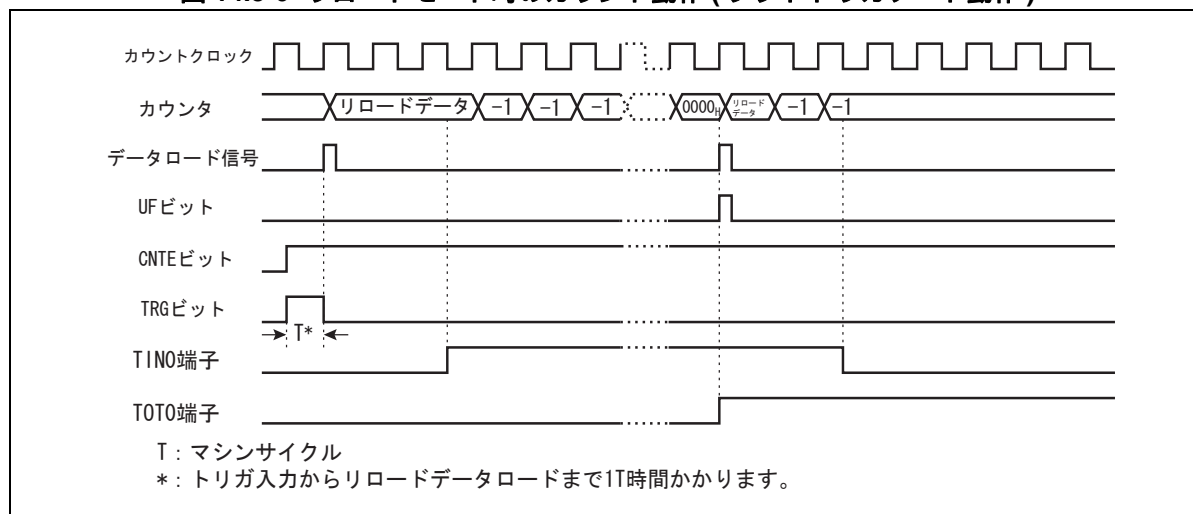 カウントクロック
カウンタ
リロードデータ -1 -1 -1 0000H リロードデータ -1 -1
データロード信号
UFビット
CNTEビット
TRGビット
T*
TIN0端子
TOT0端子
T：マシンサイクル
*：トリガ入力からリロードデータロードまで1T時間かかります。